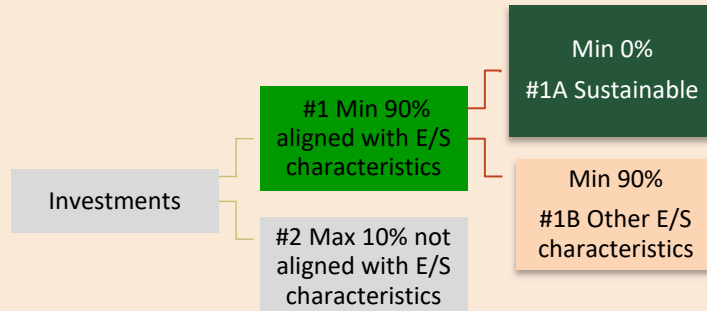 Investments
#1 Min 90%
aligned with E/S
characteristics
#2 Max 10% not
aligned with E/S
characteristics
Min 0%
#1A Sustainable
Min 90%
#1B Other E/S
characteristics